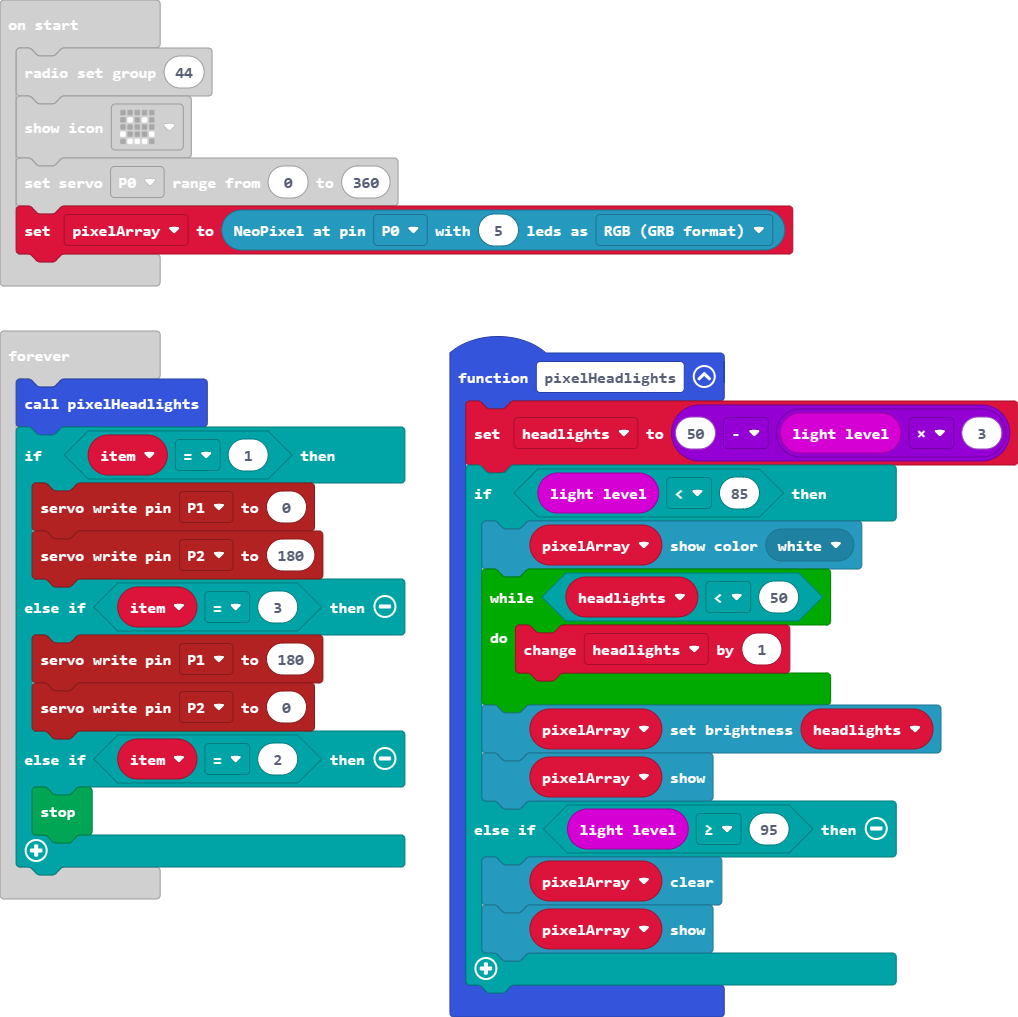 on start
radio set group 44
show icon
set servo P0 range from 0 to 360
set pixelArray to NeoPixel at pin P0 with 5 leds as RGB (GRB format)
forever
call pixelHeadlights
if item = 1 then
servo write pin P1 to 0
servo write pin P2 to 180
else if item = 3 then
servo write pin P1 to 180
servo write pin P2 to 0
else if item = 2 then
stop
function pixelHeadlights
set headlights to 50 - light level × 3
if light level < 85 then
pixelArray show color white
while headlights < 50
do
change headlights by 1
pixelArray set brightness headlights
pixelArray show
else if light level ≥ 95 then
pixelArray clear
pixelArray show